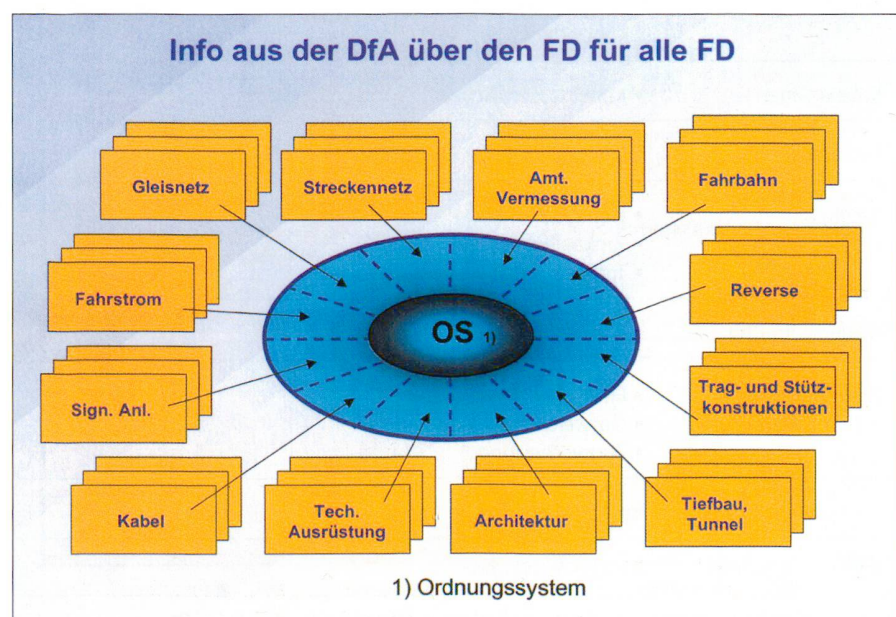 Info aus der DfA über den FD für alle FD
Gleisnetz
Streckennetz
Amt.
Vermessung
Fahrbahn
Fahrstrom
Reverse
OS 1)
Sign. Anl.
Trag- und Stütz-
konstruktionen
Kabel
Tech.
Ausrüstung
Architektur
Tiefbau,
Tunnel
1) Ordnungssystem